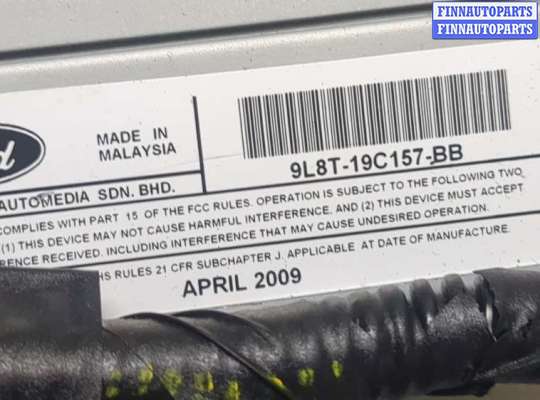 FINNAUTOPARTS
FINNAUTOPARTS
MADE IN
MALAYSIA
AUTOMEDIA SDN. BHD.
9L8T-19C157-BB
COMPLIES WITH PART 15 OF THE FCC RULES. OPERATION IS SUBJECT TO THE FOLLOWING TWO
(1) THIS DEVICE MAY NOT CAUSE HARMFUL INTERFERENCE, AND (2) THIS DEVICE MUST ACCEPT
RECEIVED, INCLUDING INTERFERENCE THAT MAY CAUSE UNDESIRED OPERATION.
RULES 21 CFR SUBCHAPTER J. APPLICABLE AT DATE OF MANUFACTURE.
APRIL 2009